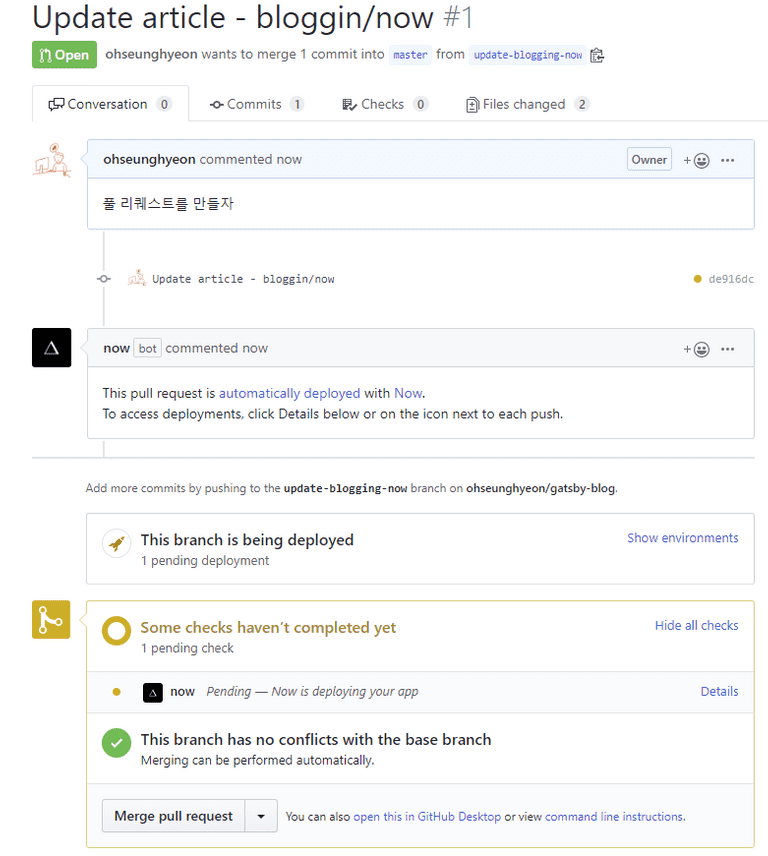 Update article - bloggin/now #1
Open ohseunghyeon wants to merge 1 commit into master from update-blogging-now
Conversation 0 Commits 1 Checks 0 Files changed 2
ohseunghyeon commented now Owner
풀 리퀘스트를 만들자
Update article - bloggin/now de916dc
now bot commented now
This pull request is automatically deployed with Now.
To access deployments, click Details below or on the icon next to each push.
Add more commits by pushing to the update-blogging-now branch on ohseunghyeon/gatsby-blog.
This branch is being deployed Show environments
1 pending deployment
Some checks haven't completed yet Hide all checks
1 pending check
now Pending — Now is deploying your app Details
This branch has no conflicts with the base branch
Merging can be performed automatically.
Merge pull request You can also open this in GitHub Desktop or view command line instructions.